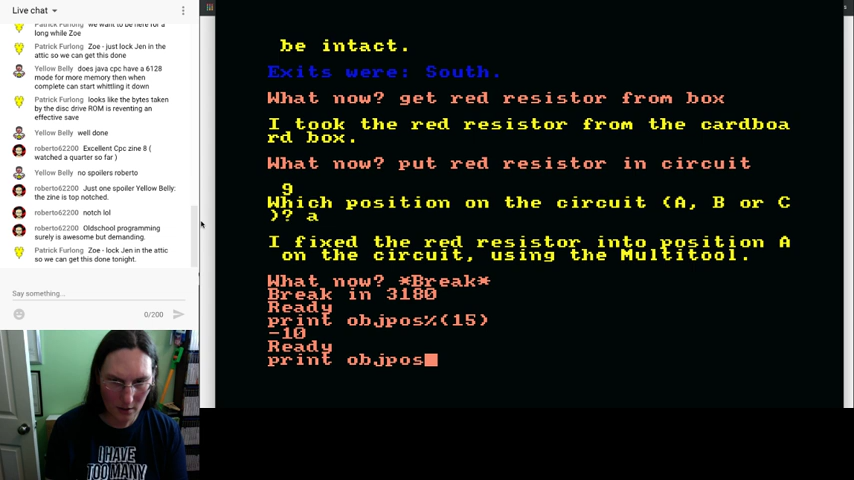 Live chat
Patrick Furlong we want to be here for a
long while Zoe
Patrick Furlong Zoe - just lock Jen in the
attic so we can get this done
Yellow Belly does java cpc have a 6128
mode for more memory then when
complete can start whittling it down
Patrick Furlong looks like the bytes taken
by the disc drive ROM is reventing an
effective save
Yellow Belly well done
roberto62200 Excellent Cpc zine 8 (
watched a quarter so far )
Yellow Belly no spoilers roberto
roberto62200 Just one spoiler Yellow Belly:
the zine is top notched.
roberto62200 notch lol
roberto62200 Oldschool programming
surely is awesome but demanding.
Patrick Furlong Zoe - lock Jen in the attic
so we can get this done tonight.
Say something...
0/200
I HAVE
TOO MANY
be intact.
Exits were: South.
What now? get red resistor from box
I took the red resistor from the cardboa
rd box.
What now? put red resistor in circuit
9
Which position on the circuit (A, B or C
)? a
I fixed the red resistor into position A
on the circuit, using the Multitool.
What now? *Break*
Break in 3180
Ready
print objpos%(15)
-10
Ready
print objpos